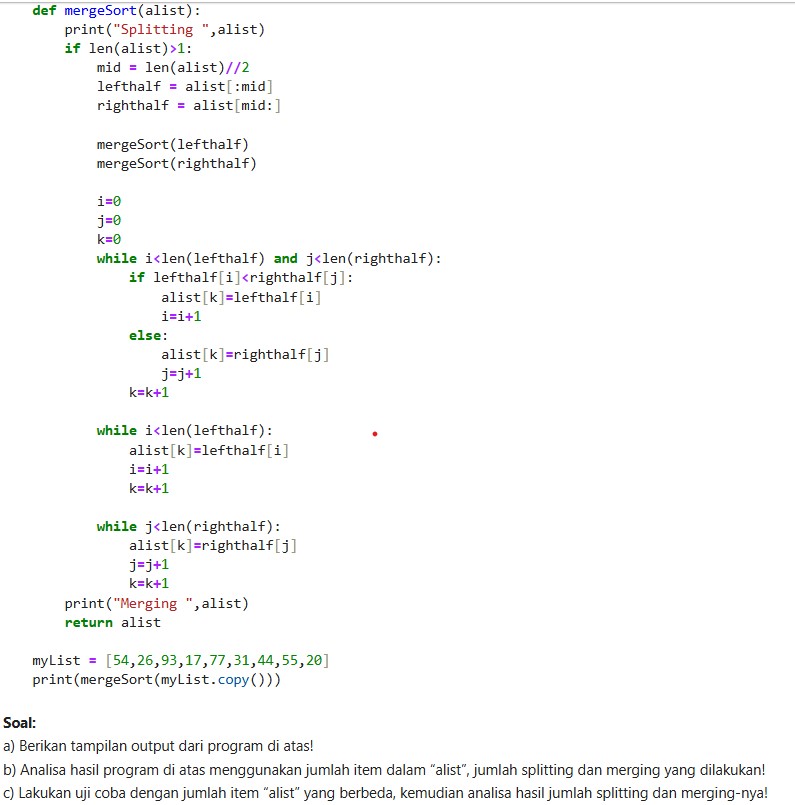 def mergeSort(alist):
    print("Splitting ",alist)
    if len(alist)>1:
        mid = len(alist)//2
        lefthalf = alist[:mid]
        righthalf = alist[mid:]

        mergeSort(lefthalf)
        mergeSort(righthalf)

        i=0
        j=0
        k=0
        while i<len(lefthalf) and j<len(righthalf):
            if lefthalf[i]<righthalf[j]:
                alist[k]=lefthalf[i]
                i=i+1
            else:
                alist[k]=righthalf[j]
                j=j+1
            k=k+1

        while i<len(lefthalf):
            alist[k]=lefthalf[i]
            i=i+1
            k=k+1

        while j<len(righthalf):
            alist[k]=righthalf[j]
            j=j+1
            k=k+1
    print("Merging ",alist)
    return alist

myList = [54,26,93,17,77,31,44,55,20]
print(mergeSort(myList.copy()))

Soal:
a) Berikan tampilan output dari program di atas!
b) Analisa hasil program di atas menggunakan jumlah item dalam “alist”, jumlah splitting dan merging yang dilakukan!
c) Lakukan uji coba dengan jumlah item “alist” yang berbeda, kemudian analisa hasil jumlah splitting dan merging-nya!